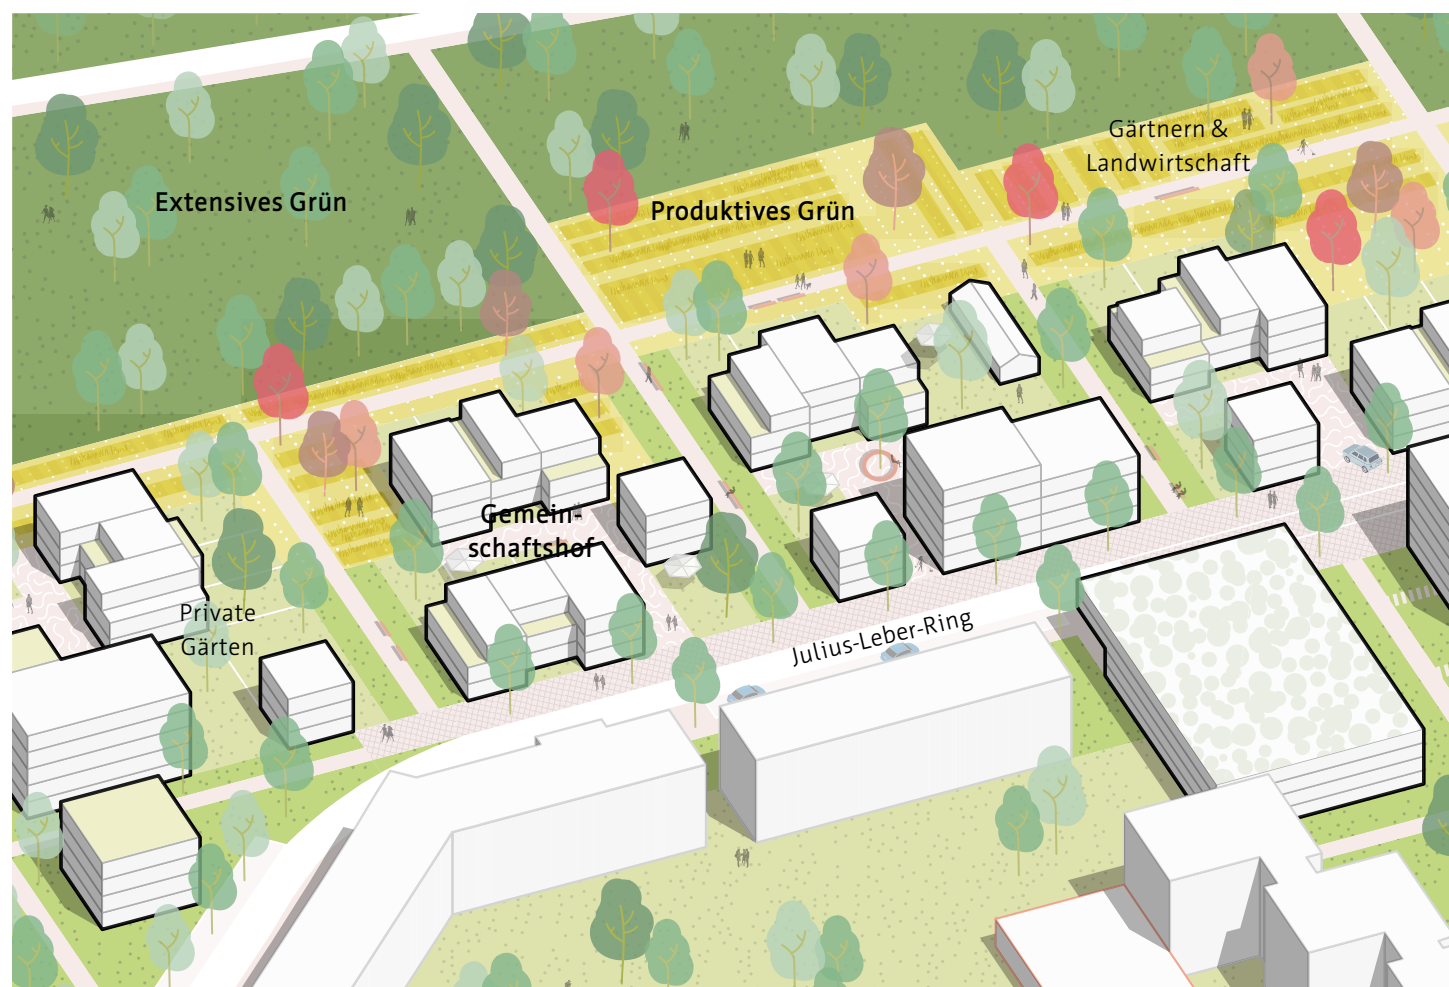 Gärtnern &
Landwirtschaft
Extensives Grün
Produktives Grün
Gemein-
schaftshof
Private
Gärten
Julius-Leber-Ring